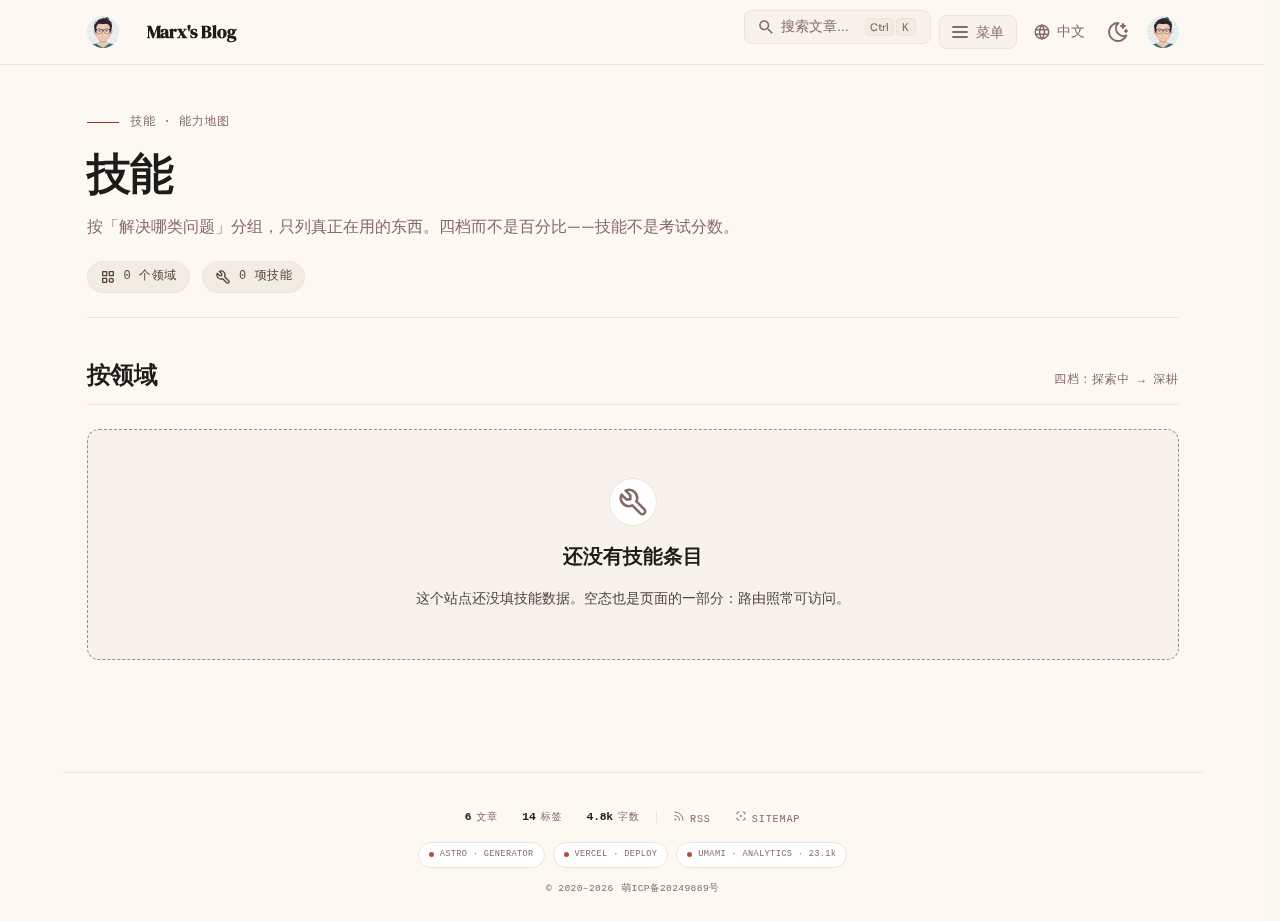 Marx's Blog
搜索文章... Ctrl K
菜单
中文
技能 · 能力地图
技能
按「解决哪类问题」分组，只列真正在用的东西。四档而不是百分比——技能不是考试分数。
0 个领域
0 项技能
按领域
四档：探索中 → 深耕
还没有技能条目
这个站点还没填技能数据。空态也是页面的一部分：路由照常可访问。
6 文章 14 标签 4.8k 字数 RSS SITEMAP
ASTRO · GENERATOR VERCEL · DEPLOY UMAMI · ANALYTICS · 23.1k
© 2020–2026 萌ICP备20249889号